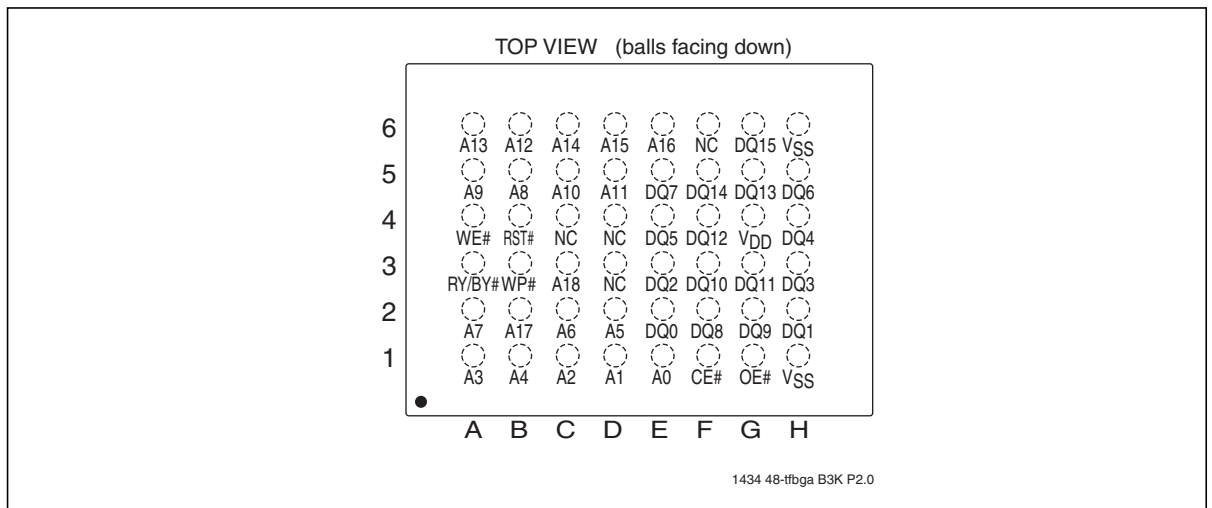 TOP VIEW (balls facing down)
6
A13 A12 A14 A15 A16 NC DQ15 VSS
5
A9 A8 A10 A11 DQ7 DQ14 DQ13 DQ6
4
WE# RST# NC NC DQ5 DQ12 VDD DQ4
3
RY/BY# WP# A18 NC DQ2 DQ10 DQ11 DQ3
2
A7 A17 A6 A5 DQ0 DQ8 DQ9 DQ1
1
A3 A4 A2 A1 A0 CE# OE# VSS
A B C D E F G H
1434 48-tfbga B3K P2.0